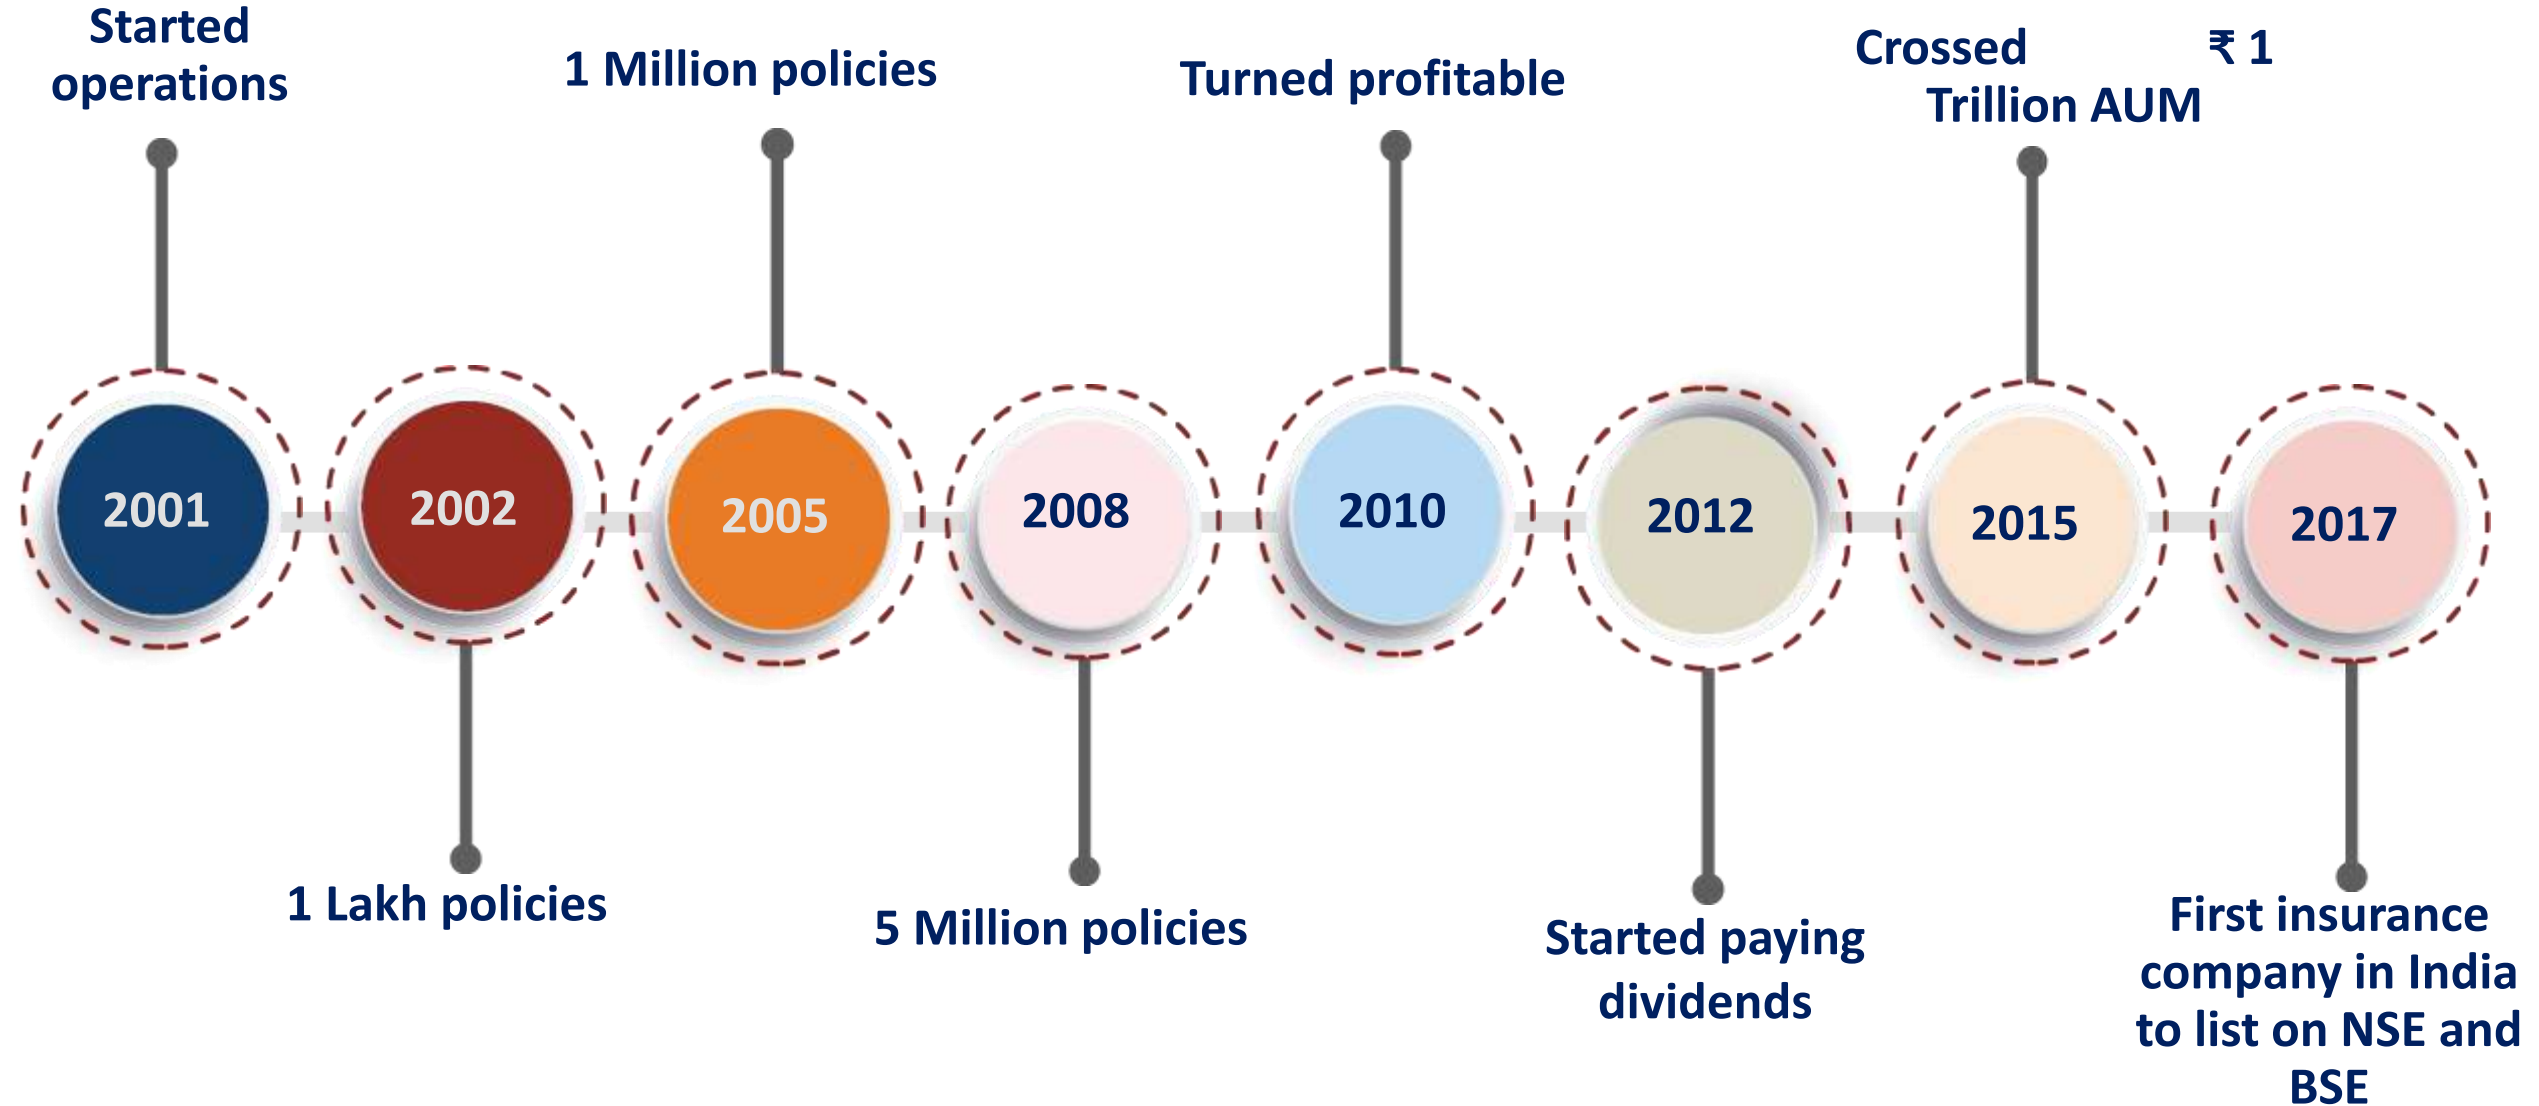 Started
operations
1 Million policies
Turned profitable
Crossed ₹ 1
Trillion AUM
2001
2002
2005
2008
2010
2012
2015
2017
1 Lakh policies
5 Million policies
Started paying
dividends
First insurance
company in India
to list on NSE and
BSE